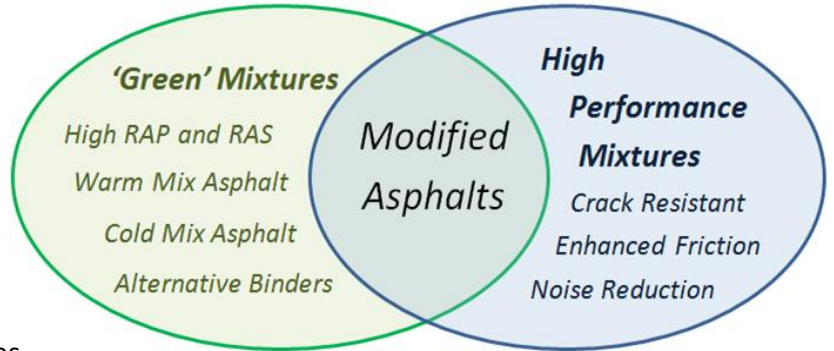 ‘Green’ Mixtures
High RAP and RAS
Warm Mix Asphalt
Cold Mix Asphalt
Alternative Binders
Modified
Asphalts
High
Performance
Mixtures
Crack Resistant
Enhanced Friction
Noise Reduction